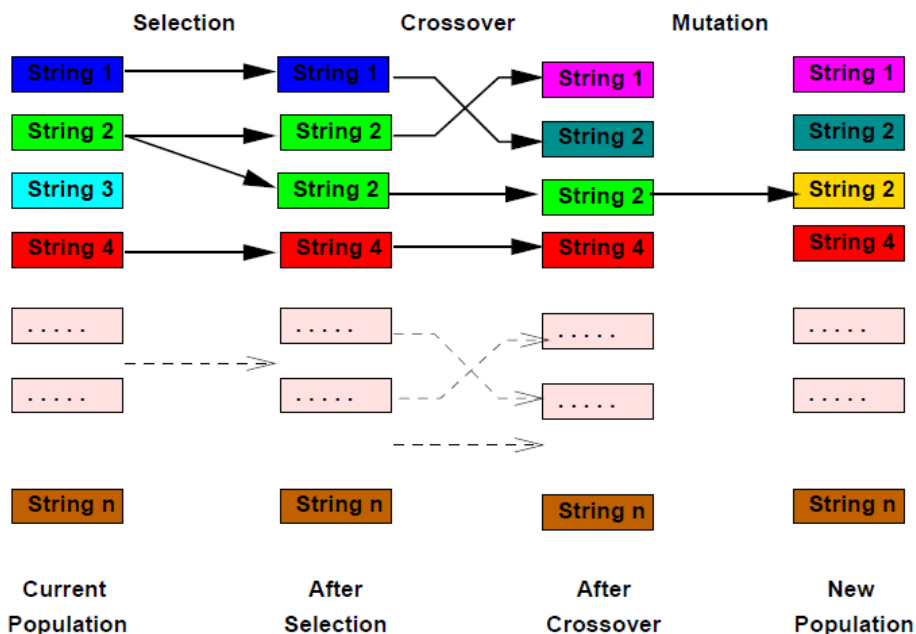 Selection Crossover Mutation
String 1 String 1 String 1 String 1
String 2 String 2 String 2 String 2
String 3 String 2 String 2 String 2
String 4 String 4 String 4 String 4
. . . . . . . . . . . . . . . . . . . .
. . . . . . . . . . . . . . . . . . . .
String n String n String n String n
Current After After New
Population Selection Crossover Population